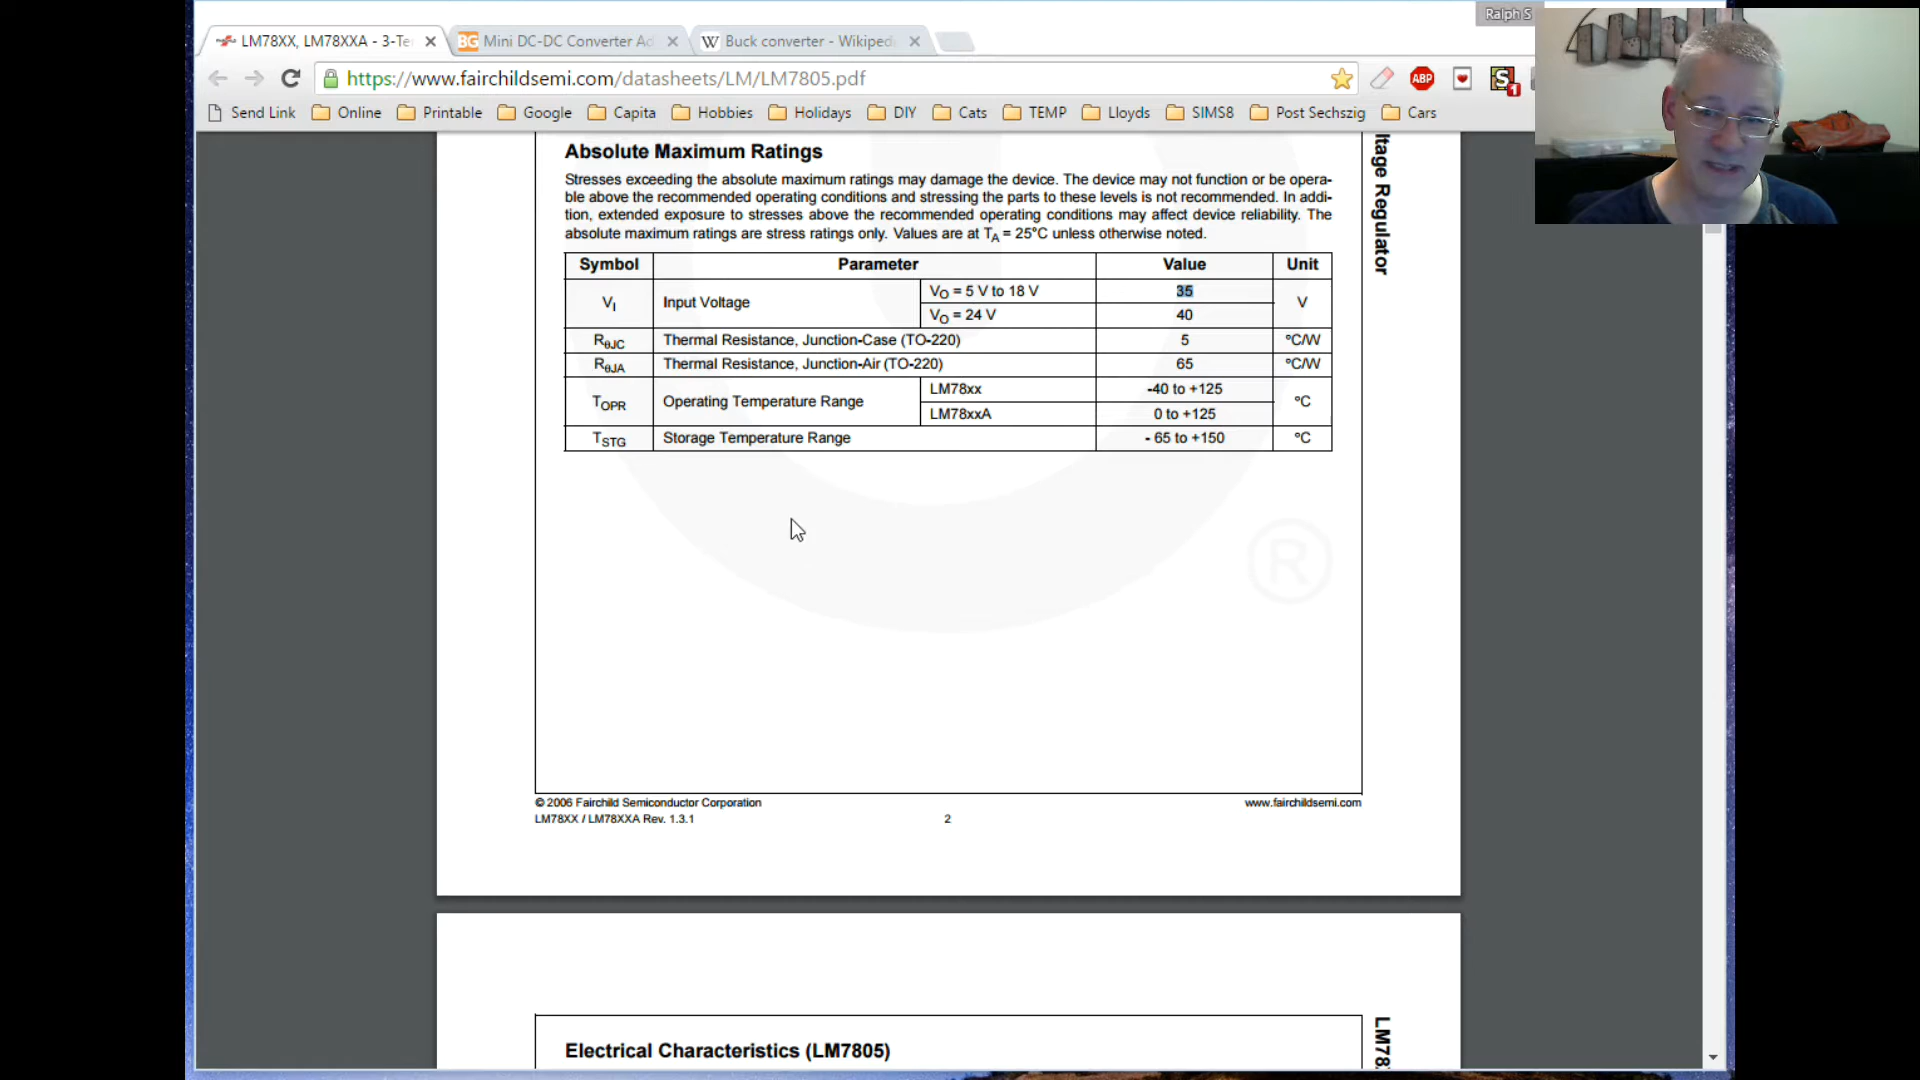 Ralph S
LM78XX, LM78XXA - 3-Te
BG Mini DC-DC Converter Ad
W Buck converter - Wikiped
https://www.fairchildsemi.com/datasheets/LM/LM7805.pdf
ABP
S 1
Send Link Online Printable Google Capita Hobbies Holidays DIY Cats TEMP Lloyds SIMS8 Post Sechszig Cars
Absolute Maximum Ratings
Stresses exceeding the absolute maximum ratings may damage the device. The device may not function or be opera-
ble above the recommended operating conditions and stressing the parts to these levels is not recommended. In addi-
tion, extended exposure to stresses above the recommended operating conditions may affect device reliability. The
absolute maximum ratings are stress ratings only. Values are at TA = 25°C unless otherwise noted.
Symbol Parameter Value Unit
VI Input Voltage VO = 5 V to 18 V 35 V
VO = 24 V 40
RθJC Thermal Resistance, Junction-Case (TO-220) 5 °C/W
RθJA Thermal Resistance, Junction-Air (TO-220) 65 °C/W
TOPR Operating Temperature Range LM78xx -40 to +125 °C
LM78xxA 0 to +125
TSTG Storage Temperature Range - 65 to +150 °C
®
ltage Regulator
© 2006 Fairchild Semiconductor Corporation www.fairchildsemi.com
LM78XX / LM78XXA Rev. 1.3.1 2
Electrical Characteristics (LM7805)
LM78